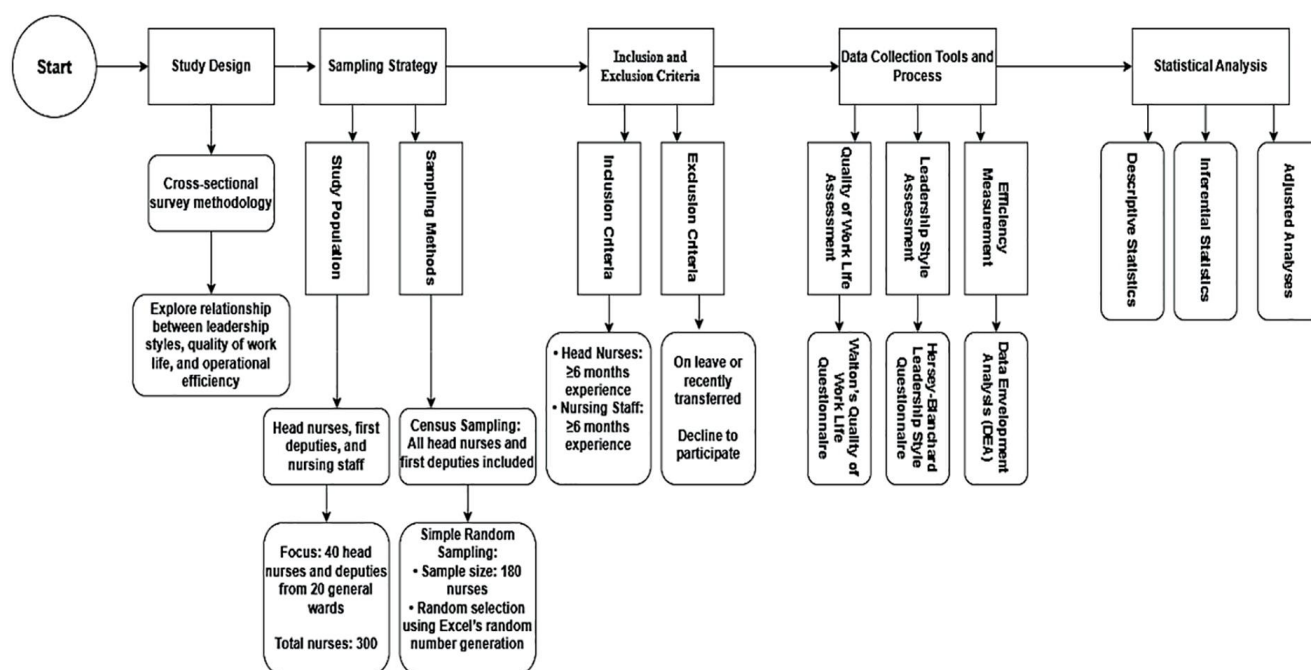 Start
Study Design
Sampling Strategy
Inclusion and
Exclusion Criteria
Data Collection Tools and
Process
Statistical Analysis
Cross-sectional
survey methodology
Explore relationship
between leadership
styles, quality of work
life, and operational
efficiency
Study Population
Head nurses, first
deputies, and
nursing staff
Focus: 40 head
nurses and deputies
from 20 general
wards
Total nurses: 300
Sampling Methods
Census Sampling:
All head nurses and
first deputies included
Simple Random
Sampling:
• Sample size: 180
nurses
• Random selection
using Excel's random
number generation
Inclusion Criteria
• Head Nurses:
≥6 months
experience
• Nursing Staff:
≥6 months
experience
Exclusion Criteria
On leave or
recently
transferred
Decline to
participate
Quality of Work Life
Assessment
Walton's Quality of
Work Life
Questionnaire
Leadership Style
Assessment
Hersey-Blanchard
Leadership Style
Questionnaire
Efficiency
Measurement
Data Envelopment
Analysis (DEA)
Descriptive Statistics
Inferential Statistics
Adjusted Analyses